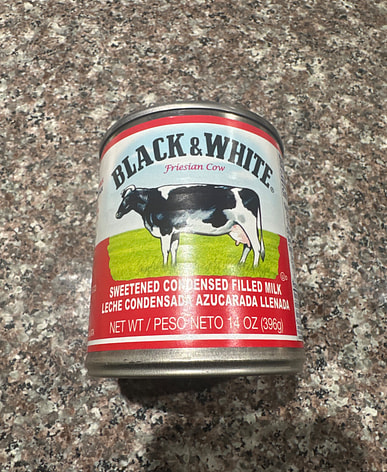 BLACK & WHITE®
Friesian Cow
SWEETENED CONDENSED FILLED MILK
LECHE CONDENSADA AZUCARADA LLENADA
NET WT / PESO NETO 14 OZ (396g)